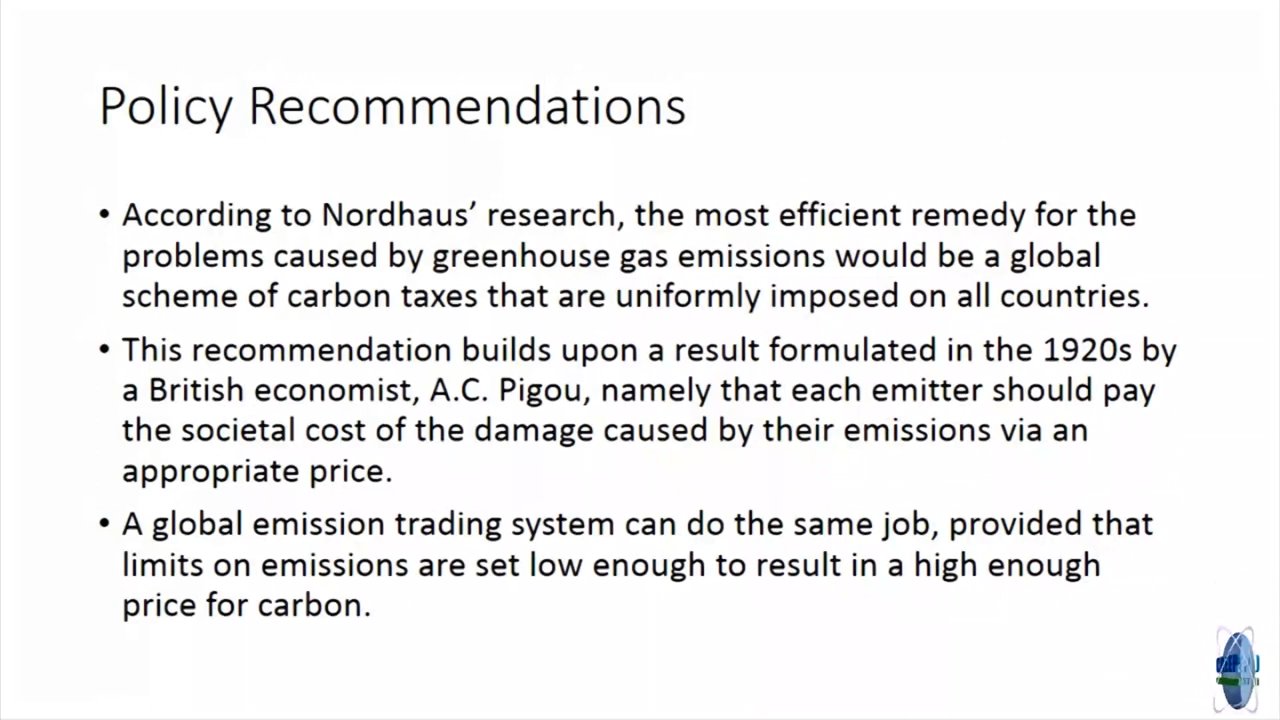 Policy Recommendations
• According to Nordhaus’ research, the most efficient remedy for the
problems caused by greenhouse gas emissions would be a global
scheme of carbon taxes that are uniformly imposed on all countries.
• This recommendation builds upon a result formulated in the 1920s by
a British economist, A.C. Pigou, namely that each emitter should pay
the societal cost of the damage caused by their emissions via an
appropriate price.
• A global emission trading system can do the same job, provided that
limits on emissions are set low enough to result in a high enough
price for carbon.